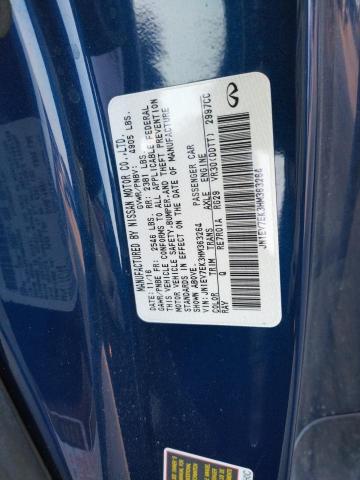 MANUFACTURED BY NISSAN MOTOR CO.,LTD.
DATE: 11/16 GVWR/PNBV: 4905 LBS.
GAWR/PNBE FR: 2546 LBS. RR: 2381 LBS.
THIS VEHICLE CONFORMS TO ALL APPLICABLE FEDERAL
MOTOR VEHICLE SAFETY, BUMPER, AND THEFT PREVENTION
STANDARDS IN EFFECT ON THE DATE OF MANUFACTURE
SHOWN ABOVE.
VIN: JN1EV7EK3HM363264 PASSENGER CAR
COLOR TRIM TRANS AXLE ENGINE
RAY Q RE7R01A RG29 VR30(DDTT) 2997CC
JN1EV7EK3HM363264